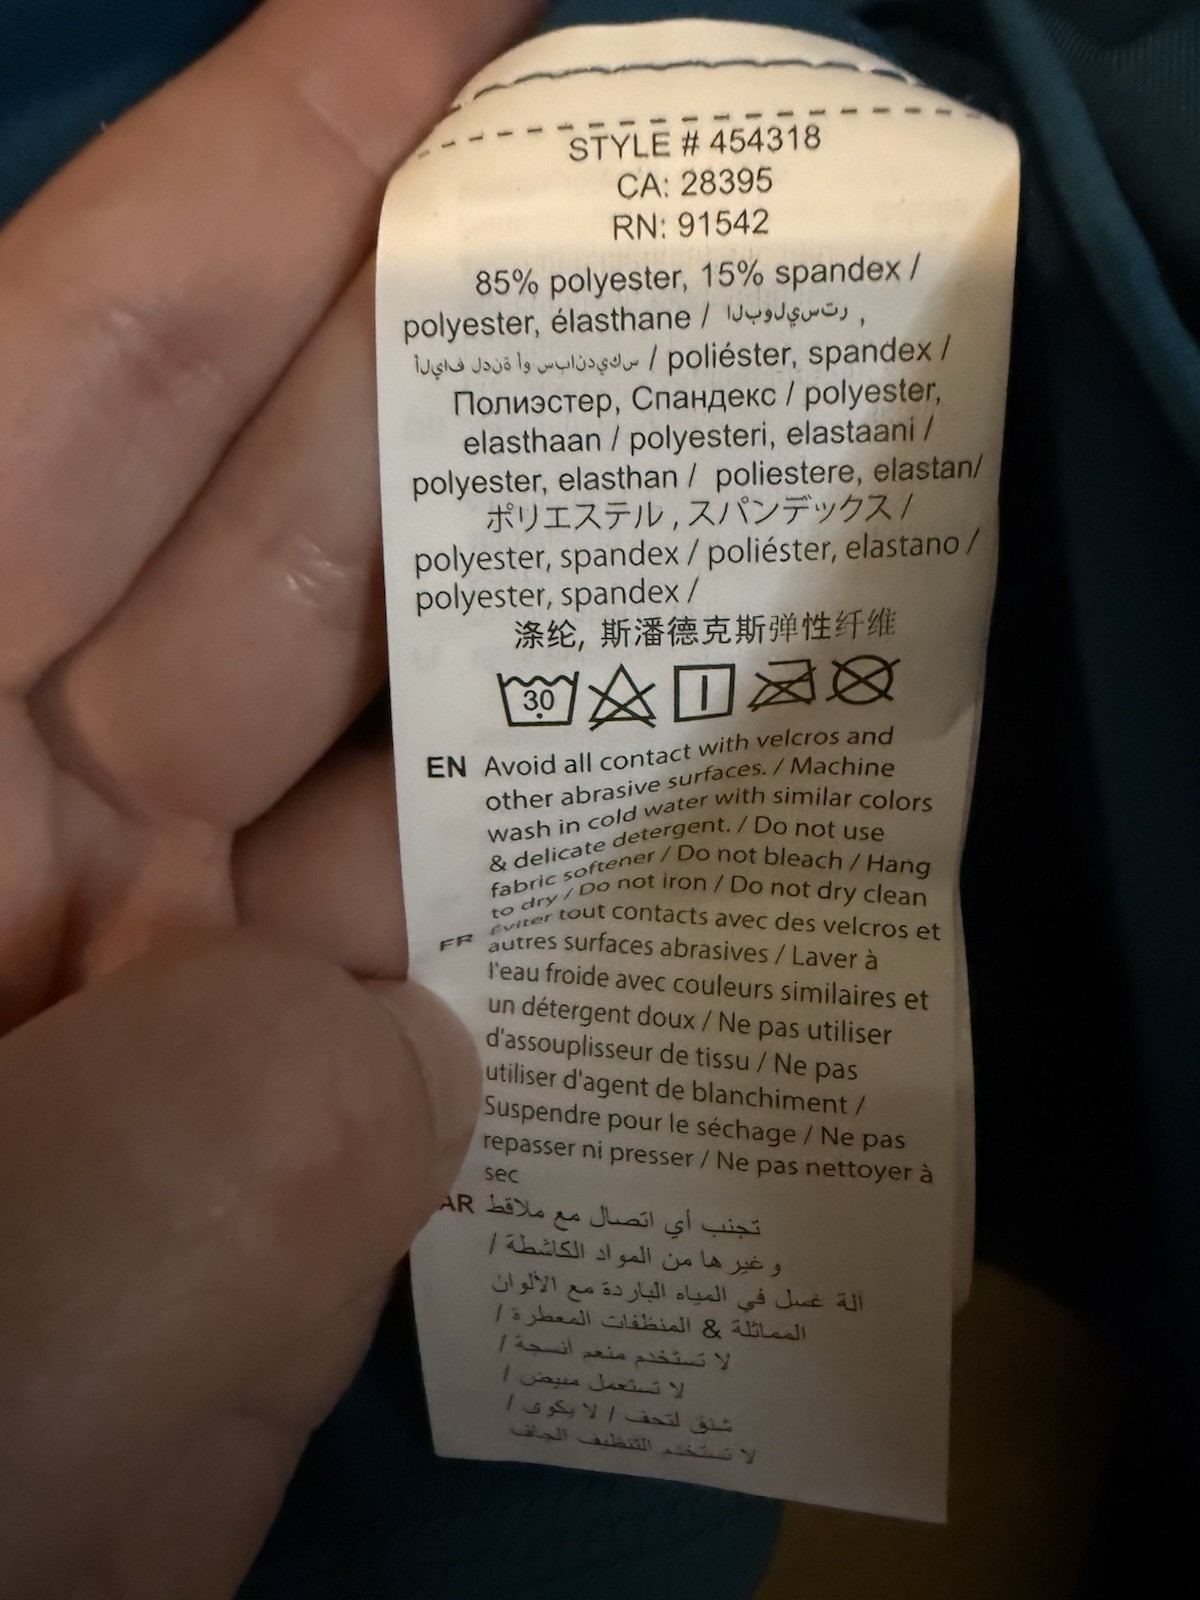 STYLE # 454318
CA: 28395
RN: 91542
85% polyester, 15% spandex /
polyester, élasthane / ا ل ب و ل ي س ت ر ,
أ ل ي ا ف ل د ن ة أ و س ب ا ن د ي ك س / poliéster, spandex /
Полиэстер, Спандекс / polyester,
elasthaan / polyesteri, elastaani /
polyester, elasthan / poliestere, elastan/
ポリエステル , スパンデックス /
polyester, spandex / poliéster, elastano /
polyester, spandex /
涤纶, 斯潘德克斯弹性纤维
30
EN Avoid all contact with velcros and
other abrasive surfaces. / Machine
wash in cold water with similar colors
& delicate detergent. / Do not use
fabric softener / Do not bleach / Hang
to dry / Do not iron / Do not dry clean
FR Éviter tout contacts avec des velcros et
autres surfaces abrasives / Laver à
l'eau froide avec couleurs similaires et
un détergent doux / Ne pas utiliser
d'assouplisseur de tissu / Ne pas
utiliser d'agent de blanchiment /
Suspendre pour le séchage / Ne pas
repasser ni presser / Ne pas nettoyer à
sec
AR تجنب أي اتصال مع ملاقط
و غير ها من المواد الكاشطة /
الة غسل في المياه الباردة مع الألوان
المماثلة & المنظفات المعطرة /
لا تستخدم منعم أنسجة /
لا تستعمل مبيض /
شنق لتجف / لا يكوى /
لا تستخدم التنظيف الجاف